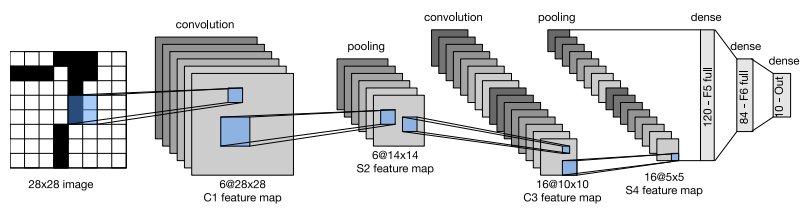 convolution
pooling
convolution
pooling
dense
dense
dense
120 - F5 full
84 - F6 full
10 - Out
28x28 image
6@28x28
C1 feature map
6@14x14
S2 feature map
16@10x10
C3 feature map
16@5x5
S4 feature map